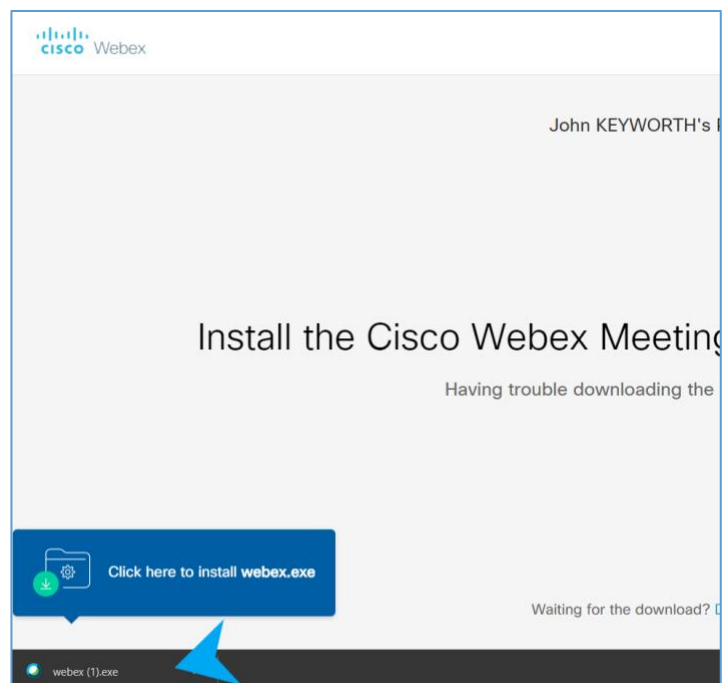 cisco Webex
John KEYWORTH's
Install the Cisco Webex Meeting
Having trouble downloading the
Click here to install webex.exe
Waiting for the download?
webex (1).exe